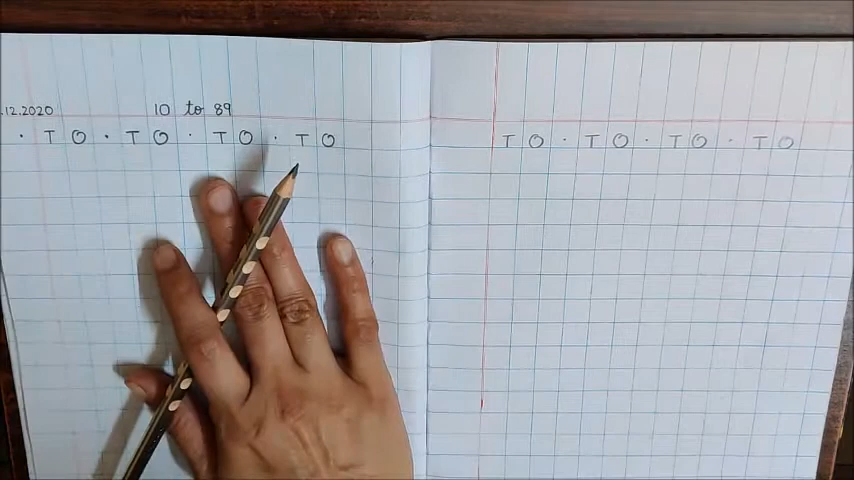 .12.2020 10 to 89
· T O · T O · T O · T O
T O · T O · T O · T O